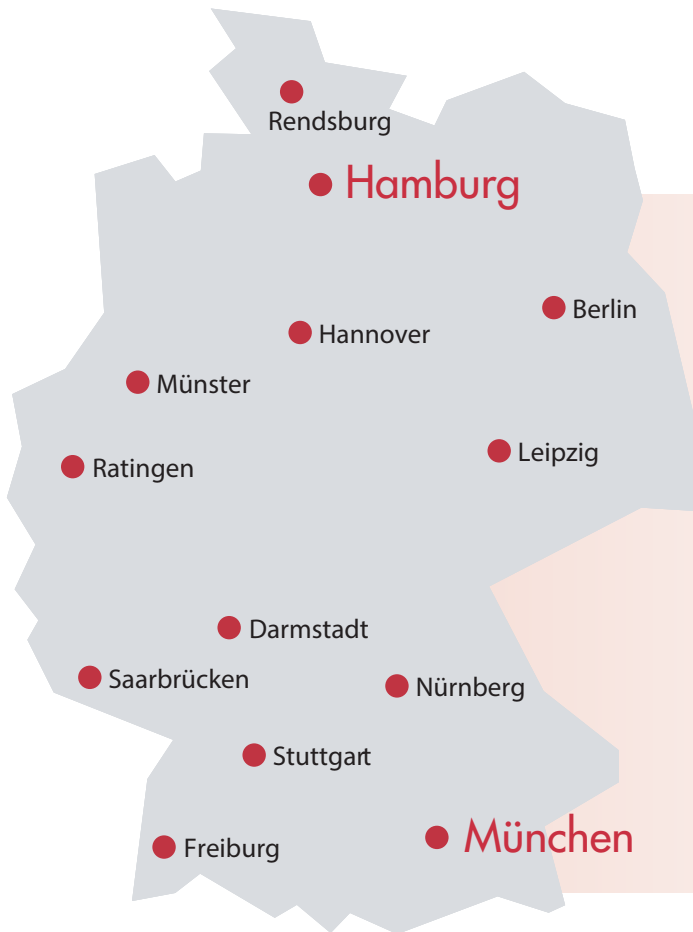 Rendsburg
Hamburg
Berlin
Hannover
Münster
Leipzig
Ratingen
Darmstadt
Saarbrücken
Nürnberg
Stuttgart
München
Freiburg